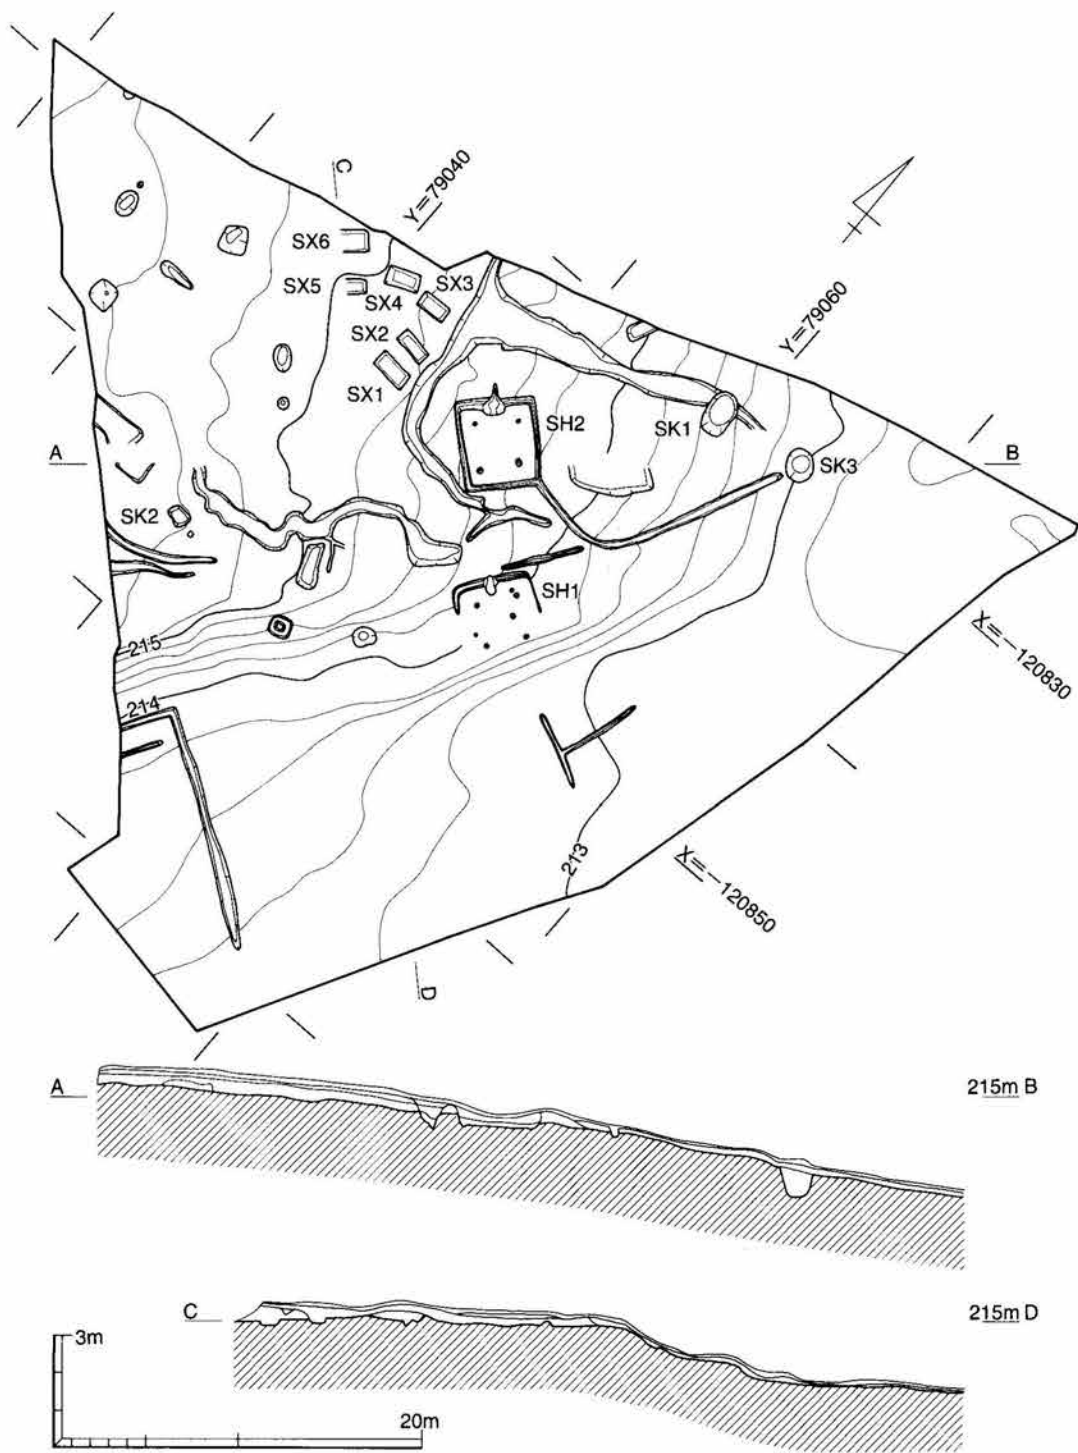 C
Y=79040
SX6
SX5
SX4
SX3
SX2
SX1
Y=79060
SH2
SK1
A
B
SK3
SK2
SH1
215
214
X=-120830
213
X=-120850
D
A
215m B
C
215m D
3m
20m